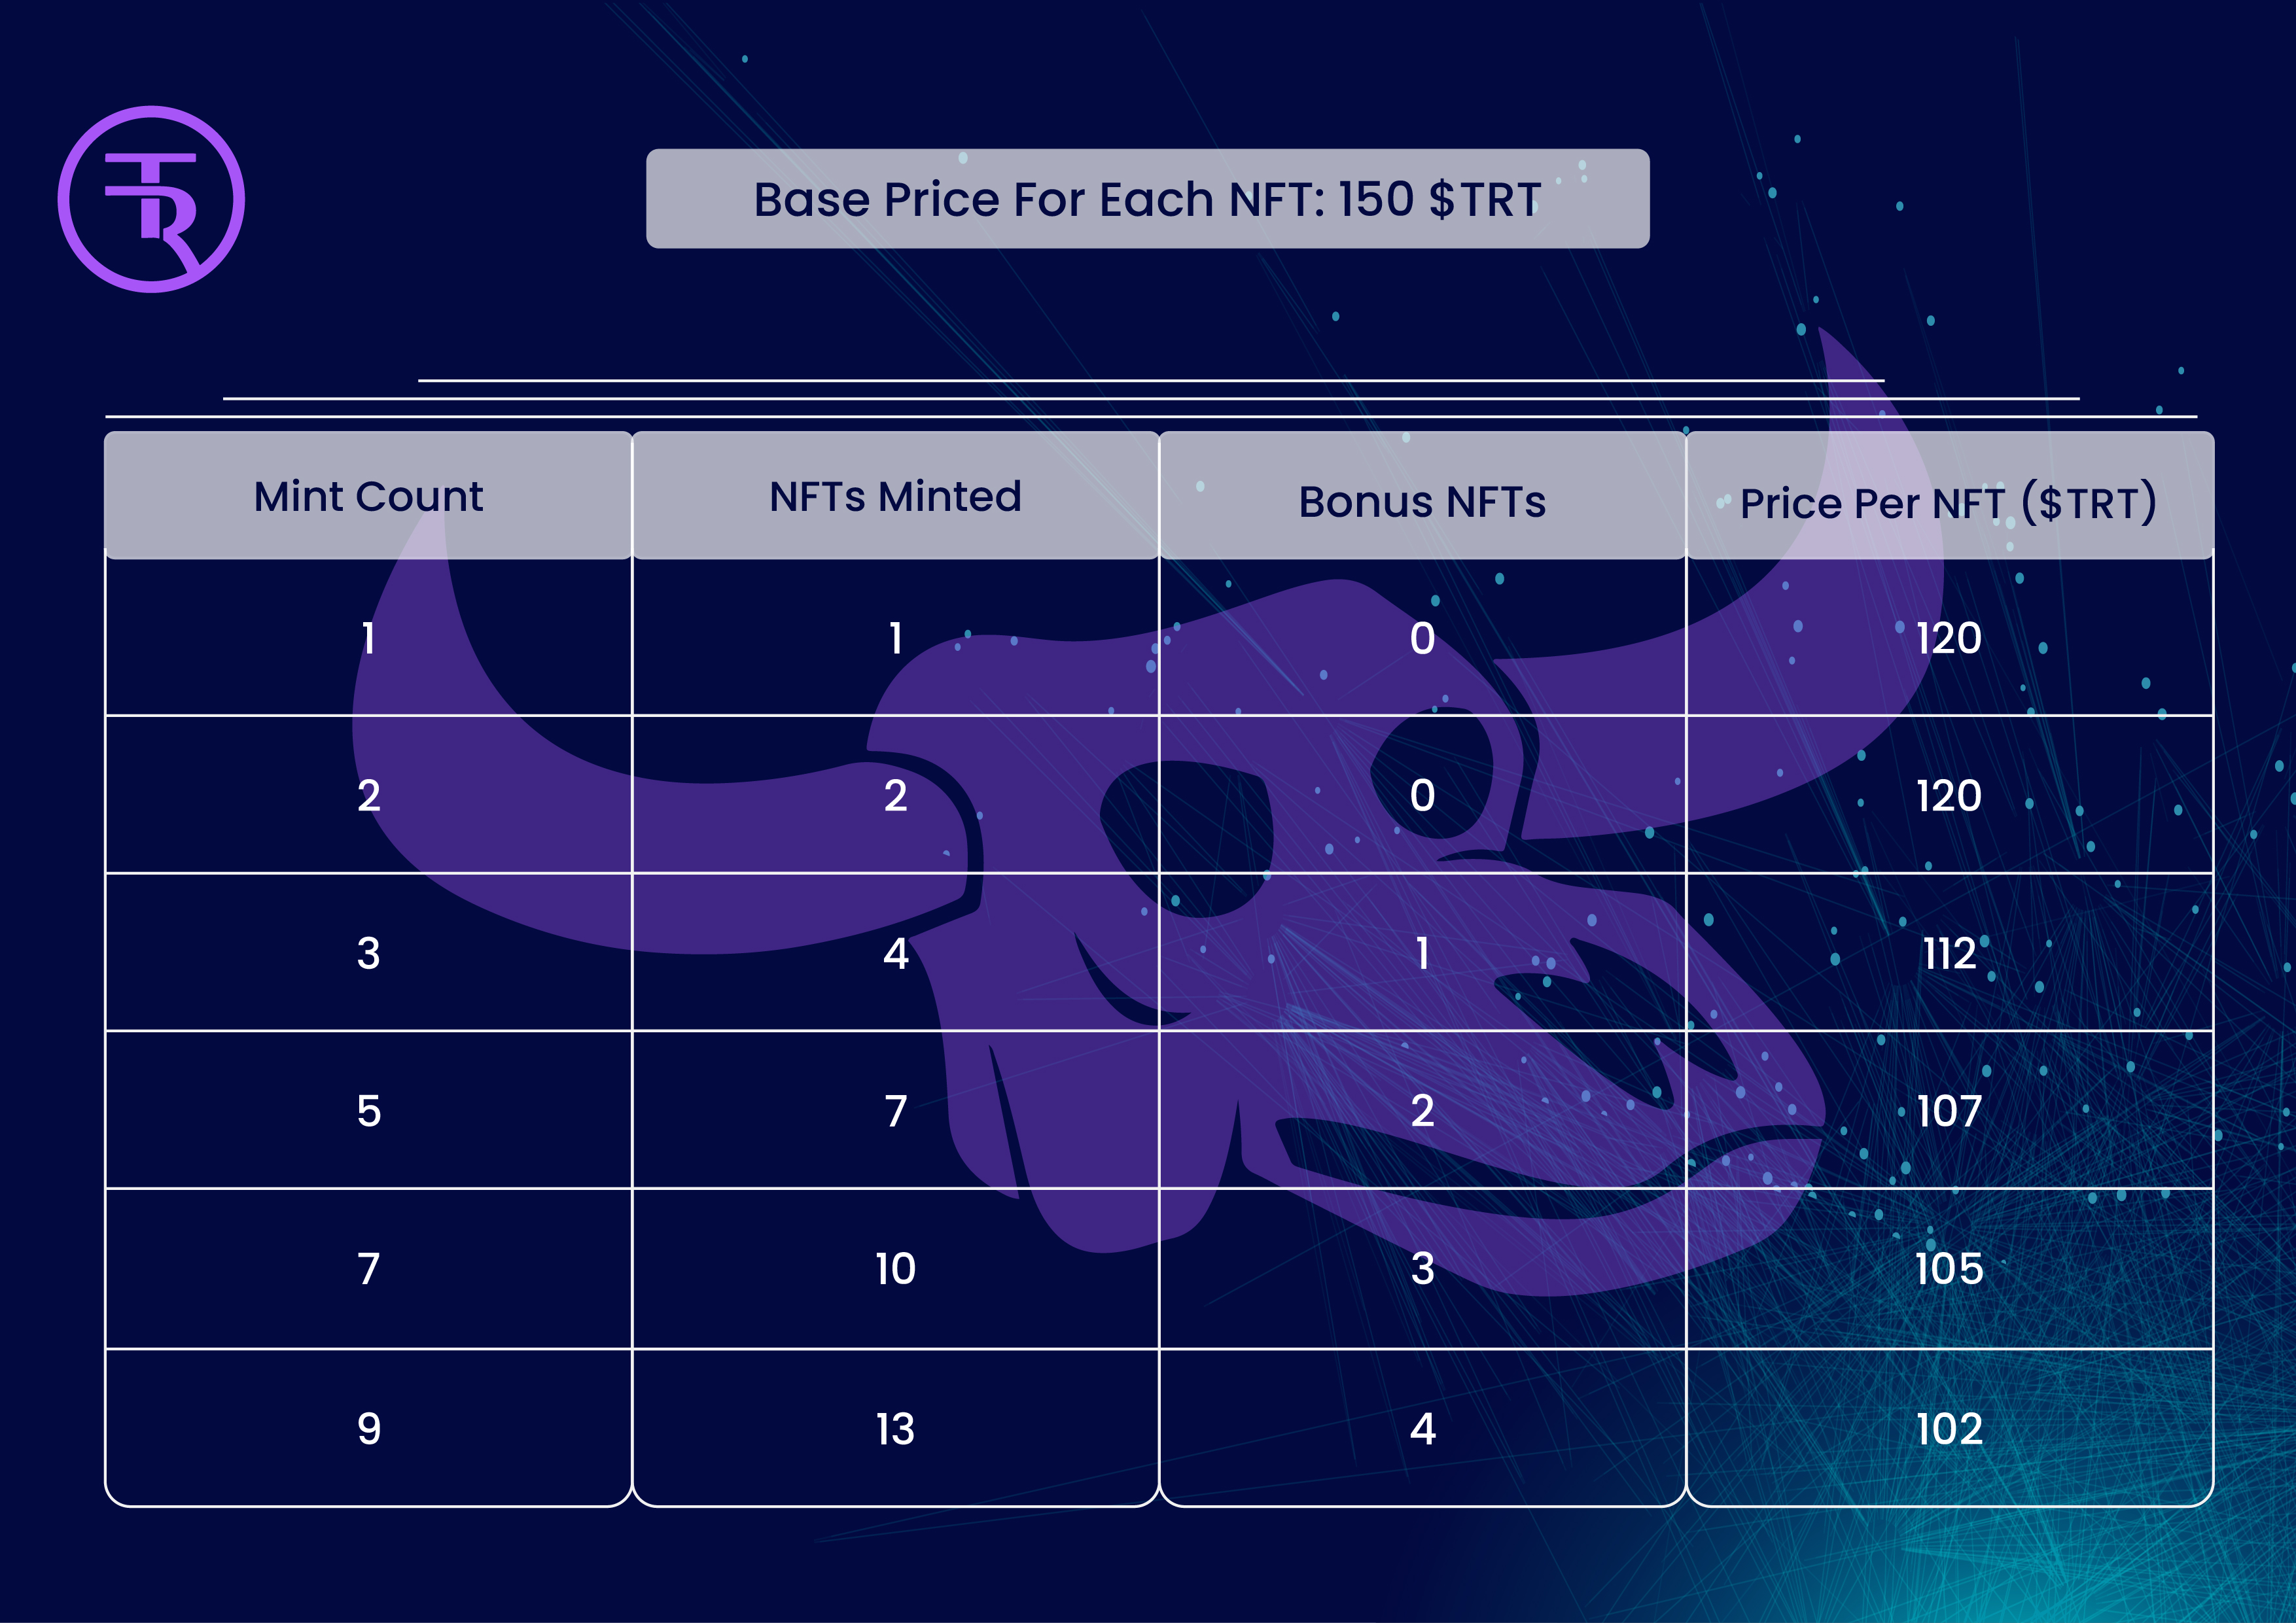 TR
Base Price For Each NFT: 150 $TRT
Mint Count NFTs Minted Bonus NFTs Price Per NFT ($TRT)
1 1 0 120
2 2 0 120
3 4 1 112
5 7 2 107
7 10 3 105
9 13 4 102